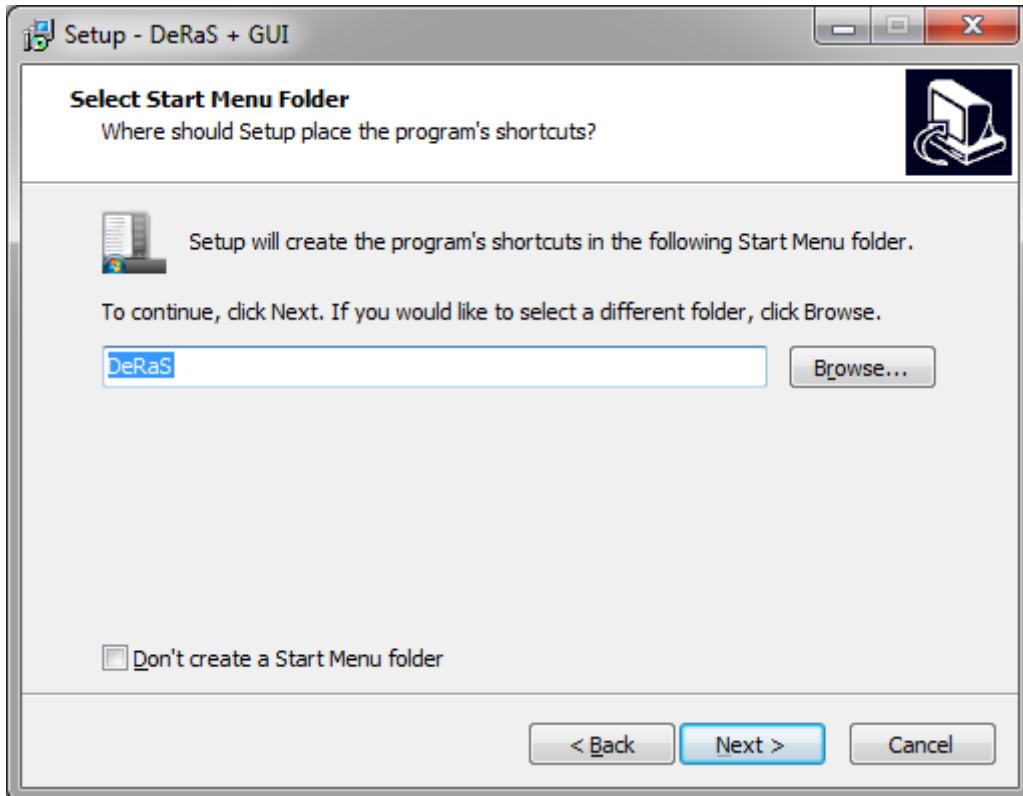 Setup - DeRaS + GUI
Select Start Menu Folder
Where should Setup place the program's shortcuts?
Setup will create the program's shortcuts in the following Start Menu folder.
To continue, click Next. If you would like to select a different folder, click Browse.
DeRaS
Browse...
Don't create a Start Menu folder
< Back
Next >
Cancel